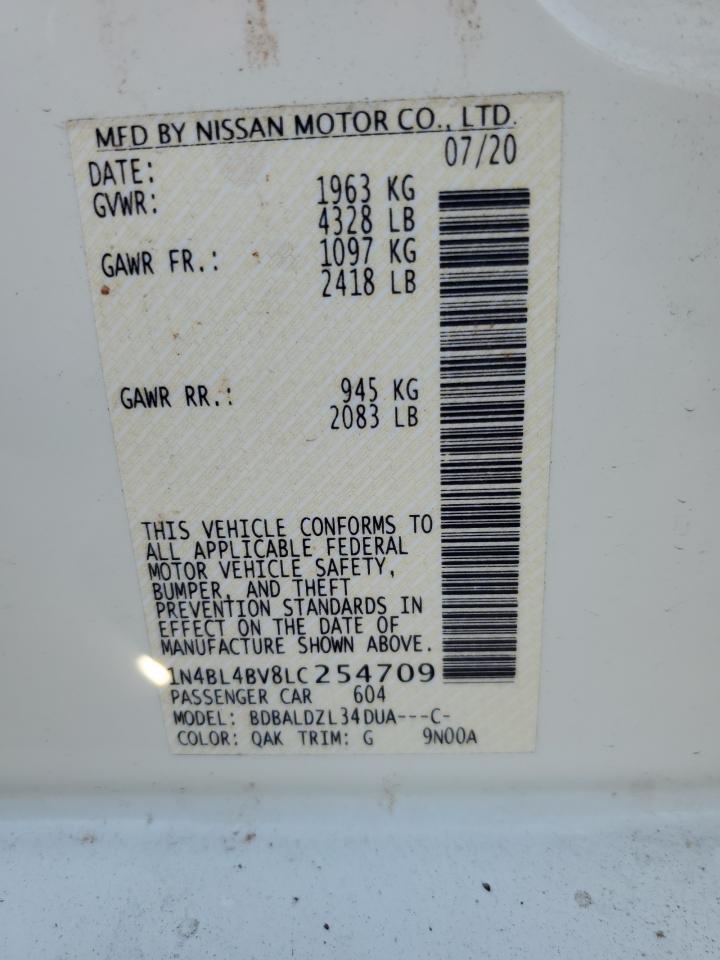 MFD BY NISSAN MOTOR CO., LTD.
DATE: 07/20
GVWR: 1963 KG
4328 LB
GAWR FR.: 1097 KG
2418 LB
GAWR RR.: 945 KG
2083 LB
THIS VEHICLE CONFORMS TO
ALL APPLICABLE FEDERAL
MOTOR VEHICLE SAFETY,
BUMPER, AND THEFT
PREVENTION STANDARDS IN
EFFECT ON THE DATE OF
MANUFACTURE SHOWN ABOVE.
1N4BL4BV8LC254709
PASSENGER CAR 604
MODEL: BDBALDZL34DUA---C-
COLOR: QAK TRIM: G 9N00A